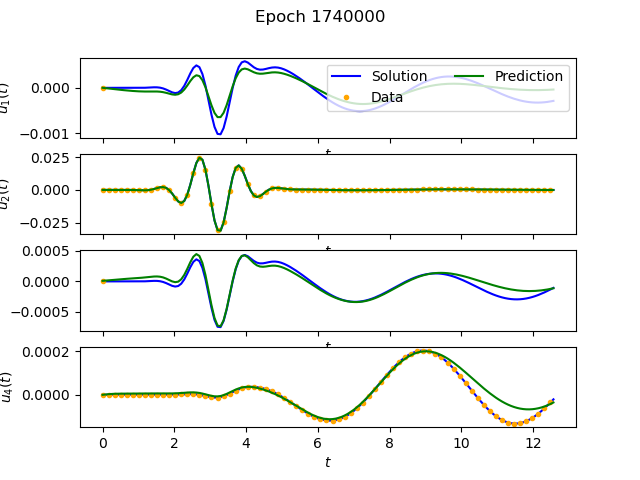 Epoch 1740000
u₁(t)
0.000
−0.001
Solution
Data
Prediction
u₂(t)
0.025
0.000
−0.025
0.0005
0.0000
−0.0005
u₄(t)
0.0002
0.0000
0 2 4 6 8 10 12
t